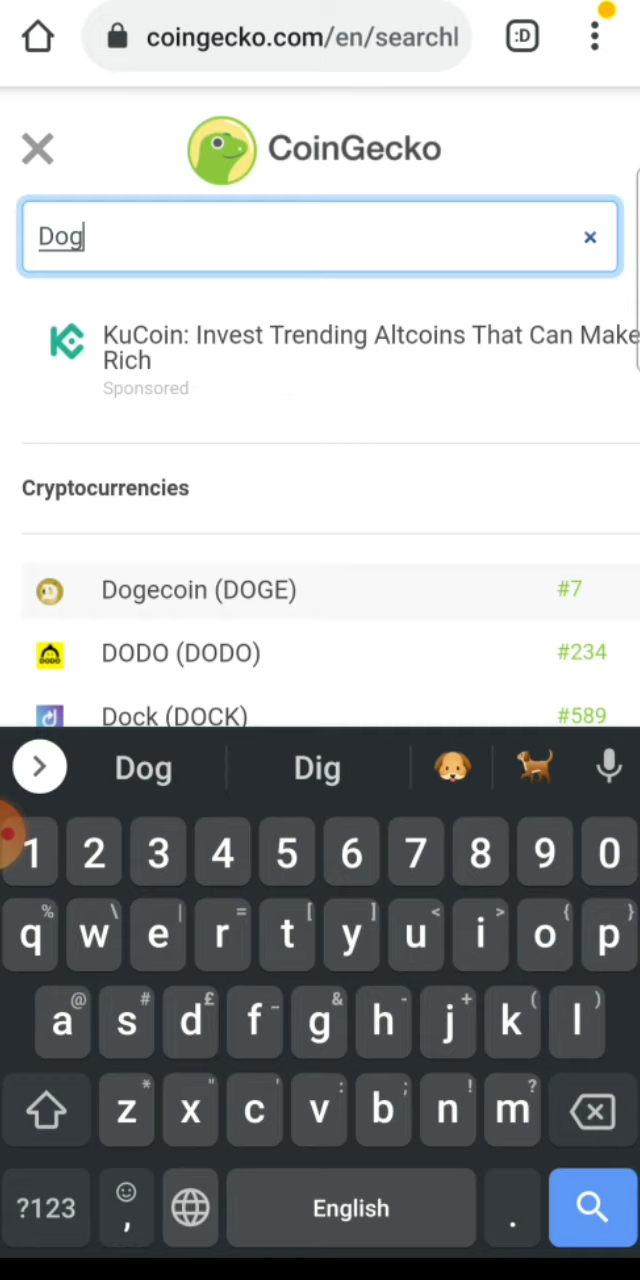 coingecko.com/en/searchl
:D
CoinGecko
Dog
×
KuCoin: Invest Trending Altcoins That Can Make
Rich
Sponsored
Cryptocurrencies
Dogecoin (DOGE) #7
DODO (DODO) #234
DODO
Dock (DOCK) #589
Dog Dig
1 2 3 4 5 6 7 8 9 0
% \ | = [ ] < > { }
q w e r t y u i o p
@ # £ _ & - + ( )
a s d f g h j k l
* " ' : ; ! ?
z x c v b n m
?123 , English .